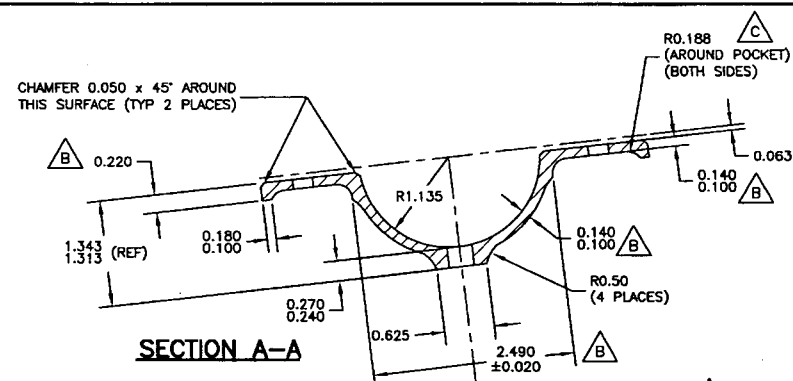 C
R0.188
(AROUND POCKET)
(BOTH SIDES)
CHAMFER 0.050 x 45° AROUND
THIS SURFACE (TYP 2 PLACES)
B 0.220
0.063
0.140
0.100 B
R1.135
1.343
1.313 (REF)
0.180
0.100
0.140
0.100 B
R0.50
(4 PLACES)
0.270
0.240
0.625
2.490
±0.020 B
SECTION A-A